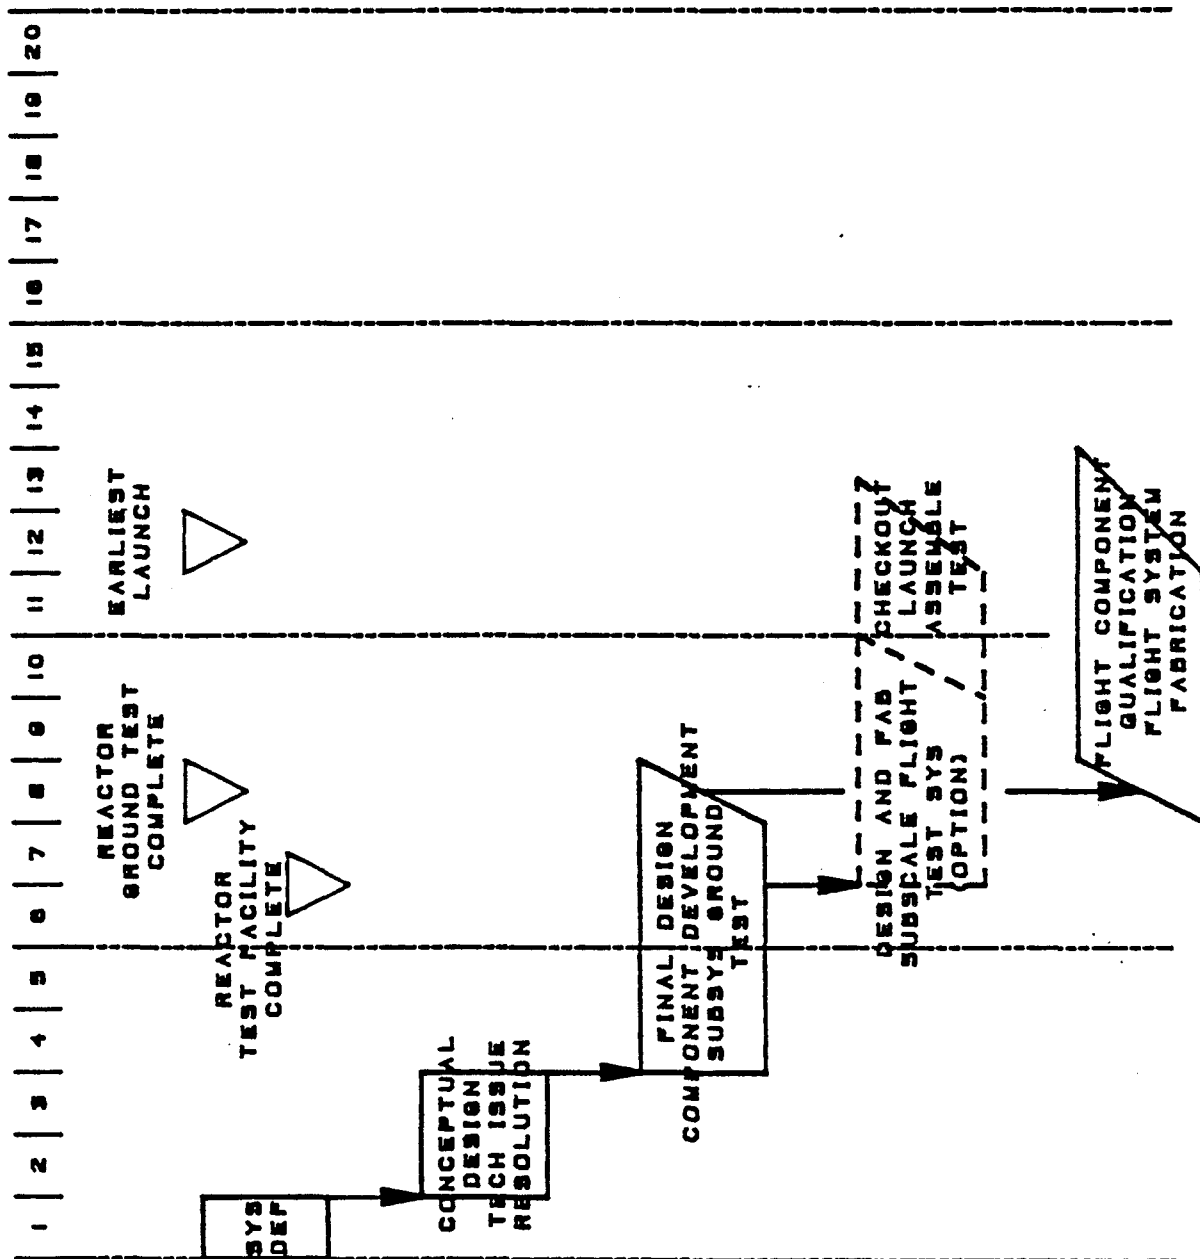 1 | 2 | 3 | 4 | 5 | 6 | 7 | 8 | 9 | 10 | 11 | 12 | 13 | 14 | 15 | 16 | 17 | 18 | 19 | 20
REACTOR
GROUND TEST
COMPLETE
EARLIEST
LAUNCH
REACTOR
TEST FACILITY
COMPLETE
SYS
DEF
CONCEPTUAL
DESIGN
TECH ISSUE
RESOLUTION
FINAL DESIGN
COMPONENT DEVELOPMENT
SUBSYS GROUND
TEST
DESIGN AND FAB
SUBSCALE FLIGHT
TEST SYS
(OPTION)
CHECKOUT
LAUNCH
ASSEMBLE
TEST
FLIGHT COMPONENT
QUALIFICATION
FLIGHT SYSTEM
FABRICATION